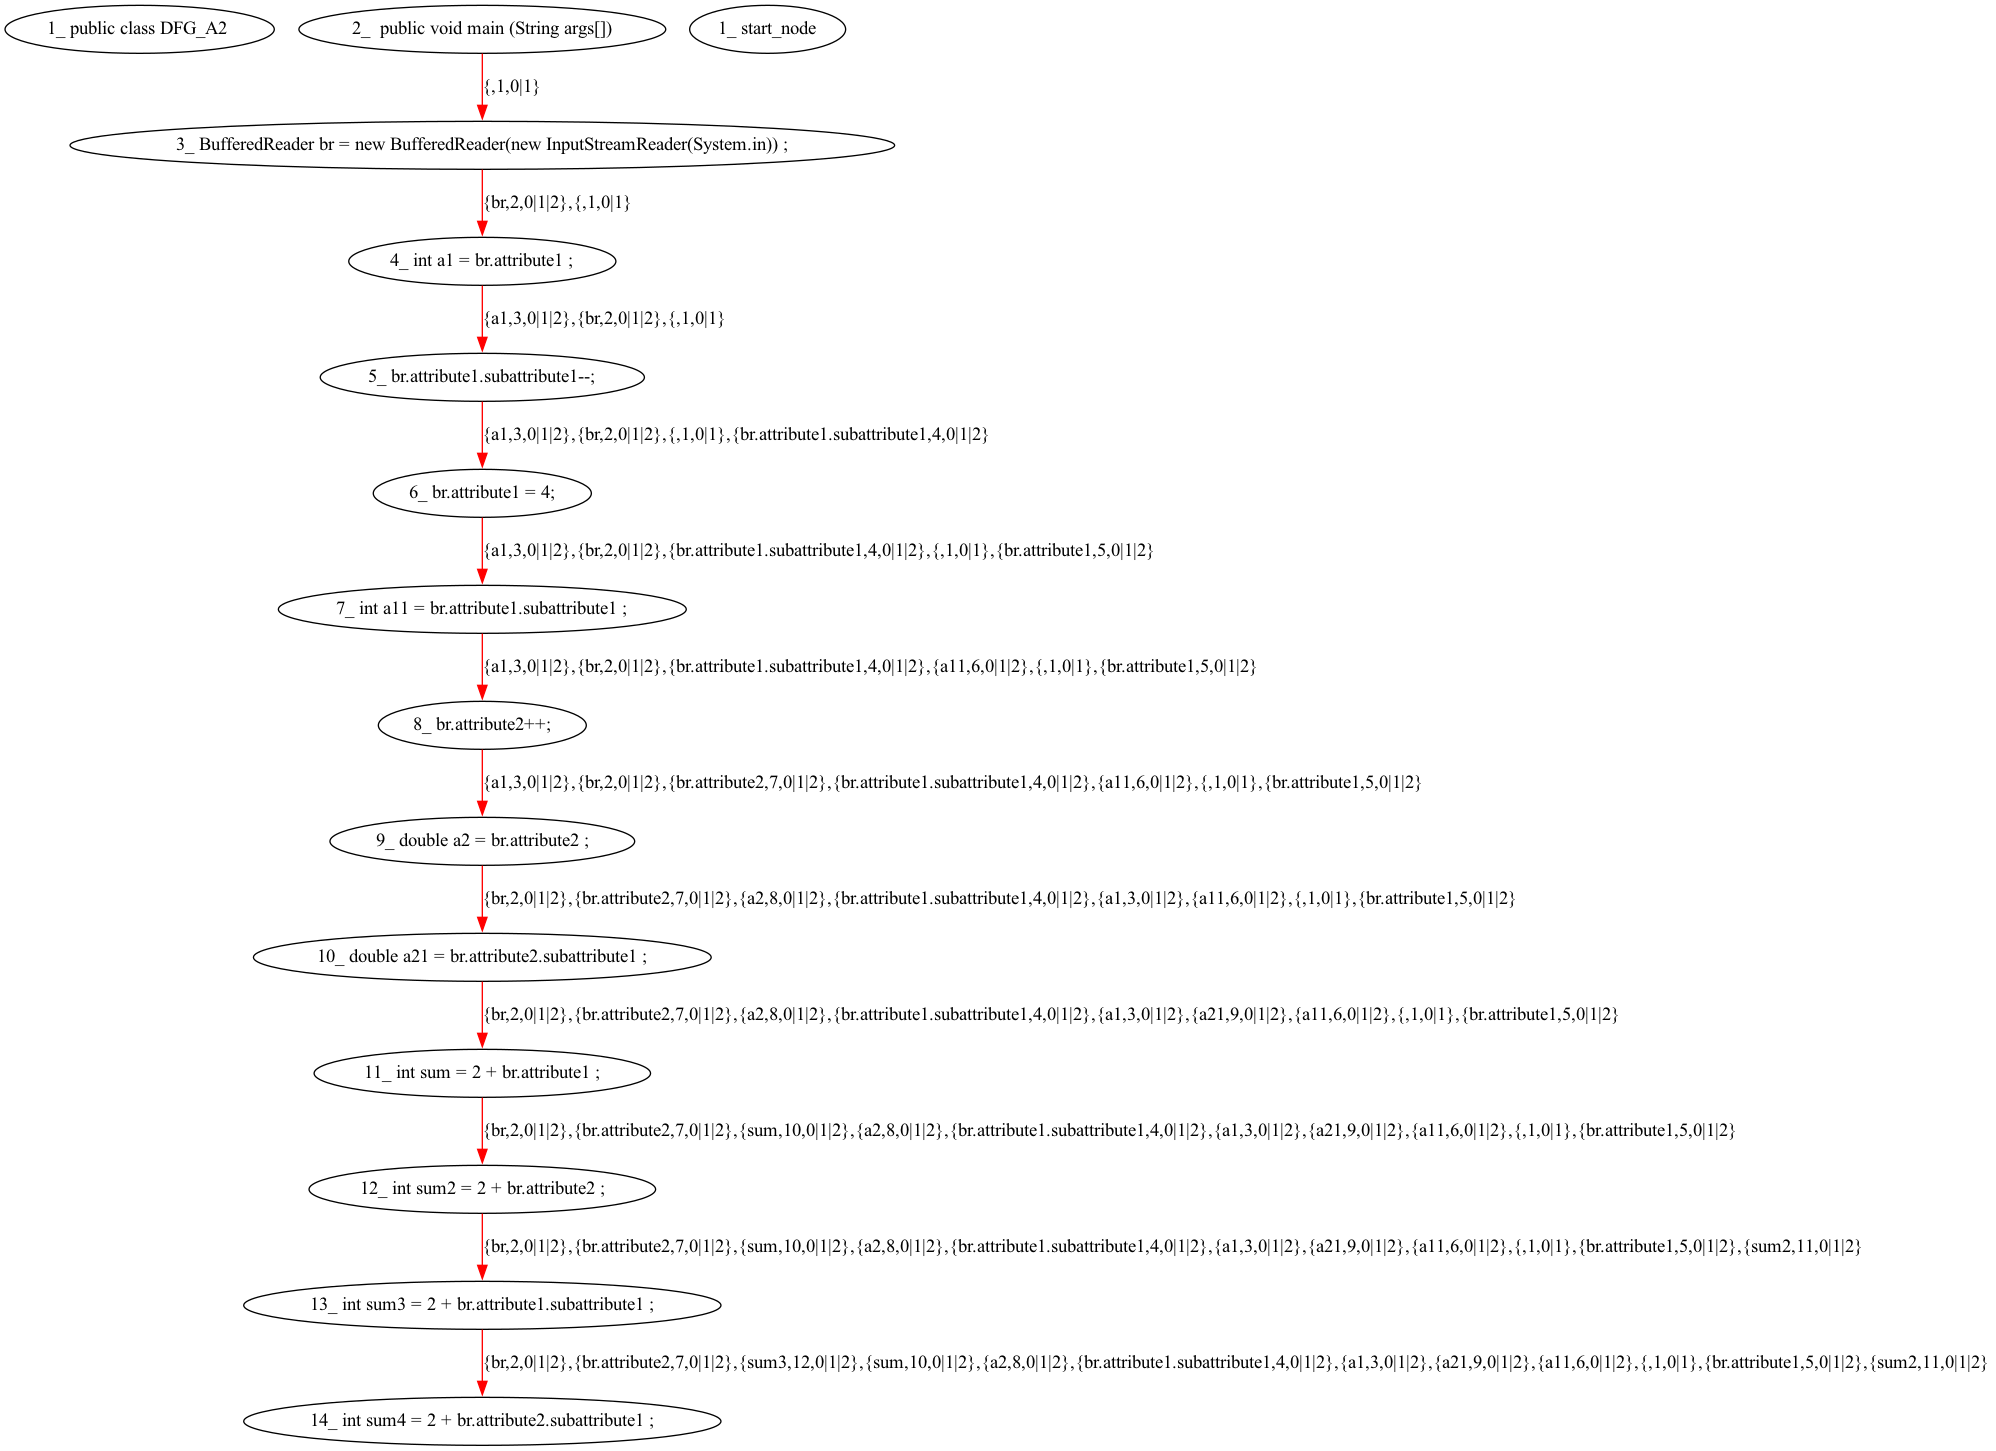 1_ public class DFG_A2
2_  public void main (String args[])
1_ start_node
{,1,0|1}
3_ BufferedReader br = new BufferedReader(new InputStreamReader(System.in)) ;
{br,2,0|1|2},{,1,0|1}
4_ int a1 = br.attribute1 ;
{a1,3,0|1|2},{br,2,0|1|2},{,1,0|1}
5_ br.attribute1.subattribute1--;
{a1,3,0|1|2},{br,2,0|1|2},{,1,0|1},{br.attribute1.subattribute1,4,0|1|2}
6_ br.attribute1 = 4;
{a1,3,0|1|2},{br,2,0|1|2},{br.attribute1.subattribute1,4,0|1|2},{,1,0|1},{br.attribute1,5,0|1|2}
7_ int a11 = br.attribute1.subattribute1 ;
{a1,3,0|1|2},{br,2,0|1|2},{br.attribute1.subattribute1,4,0|1|2},{a11,6,0|1|2},{,1,0|1},{br.attribute1,5,0|1|2}
8_ br.attribute2++;
{a1,3,0|1|2},{br,2,0|1|2},{br.attribute2,7,0|1|2},{br.attribute1.subattribute1,4,0|1|2},{a11,6,0|1|2},{,1,0|1},{br.attribute1,5,0|1|2}
9_ double a2 = br.attribute2 ;
{br,2,0|1|2},{br.attribute2,7,0|1|2},{a2,8,0|1|2},{br.attribute1.subattribute1,4,0|1|2},{a1,3,0|1|2},{a11,6,0|1|2},{,1,0|1},{br.attribute1,5,0|1|2}
10_ double a21 = br.attribute2.subattribute1 ;
{br,2,0|1|2},{br.attribute2,7,0|1|2},{a2,8,0|1|2},{br.attribute1.subattribute1,4,0|1|2},{a1,3,0|1|2},{a21,9,0|1|2},{a11,6,0|1|2},{,1,0|1},{br.attribute1,5,0|1|2}
11_ int sum = 2 + br.attribute1 ;
{br,2,0|1|2},{br.attribute2,7,0|1|2},{sum,10,0|1|2},{a2,8,0|1|2},{br.attribute1.subattribute1,4,0|1|2},{a1,3,0|1|2},{a21,9,0|1|2},{a11,6,0|1|2},{,1,0|1},{br.attribute1,5,0|1|2}
12_ int sum2 = 2 + br.attribute2 ;
{br,2,0|1|2},{br.attribute2,7,0|1|2},{sum,10,0|1|2},{a2,8,0|1|2},{br.attribute1.subattribute1,4,0|1|2},{a1,3,0|1|2},{a21,9,0|1|2},{a11,6,0|1|2},{,1,0|1},{br.attribute1,5,0|1|2},{sum2,11,0|1|2}
13_ int sum3 = 2 + br.attribute1.subattribute1 ;
{br,2,0|1|2},{br.attribute2,7,0|1|2},{sum3,12,0|1|2},{sum,10,0|1|2},{a2,8,0|1|2},{br.attribute1.subattribute1,4,0|1|2},{a1,3,0|1|2},{a21,9,0|1|2},{a11,6,0|1|2},{,1,0|1},{br.attribute1,5,0|1|2},{sum2,11,0|1|2}
14_ int sum4 = 2 + br.attribute2.subattribute1 ;